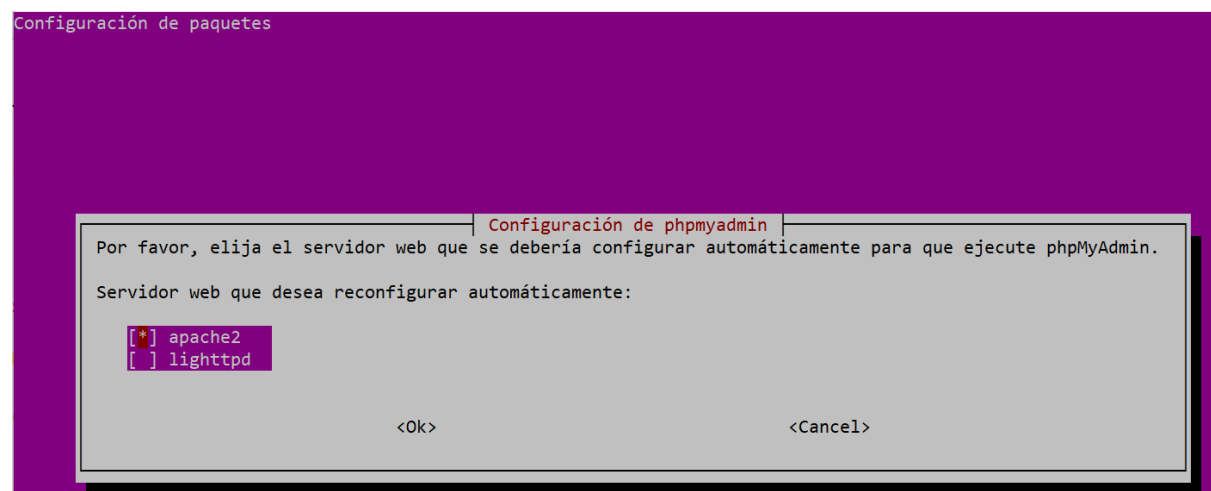 Configuración de paquetes
Configuración de phpmyadmin
Por favor, elija el servidor web que se debería configurar automáticamente para que ejecute phpMyAdmin.
Servidor web que desea reconfigurar automáticamente:
[*] apache2
[ ] lighttpd
<Ok> <Cancel>